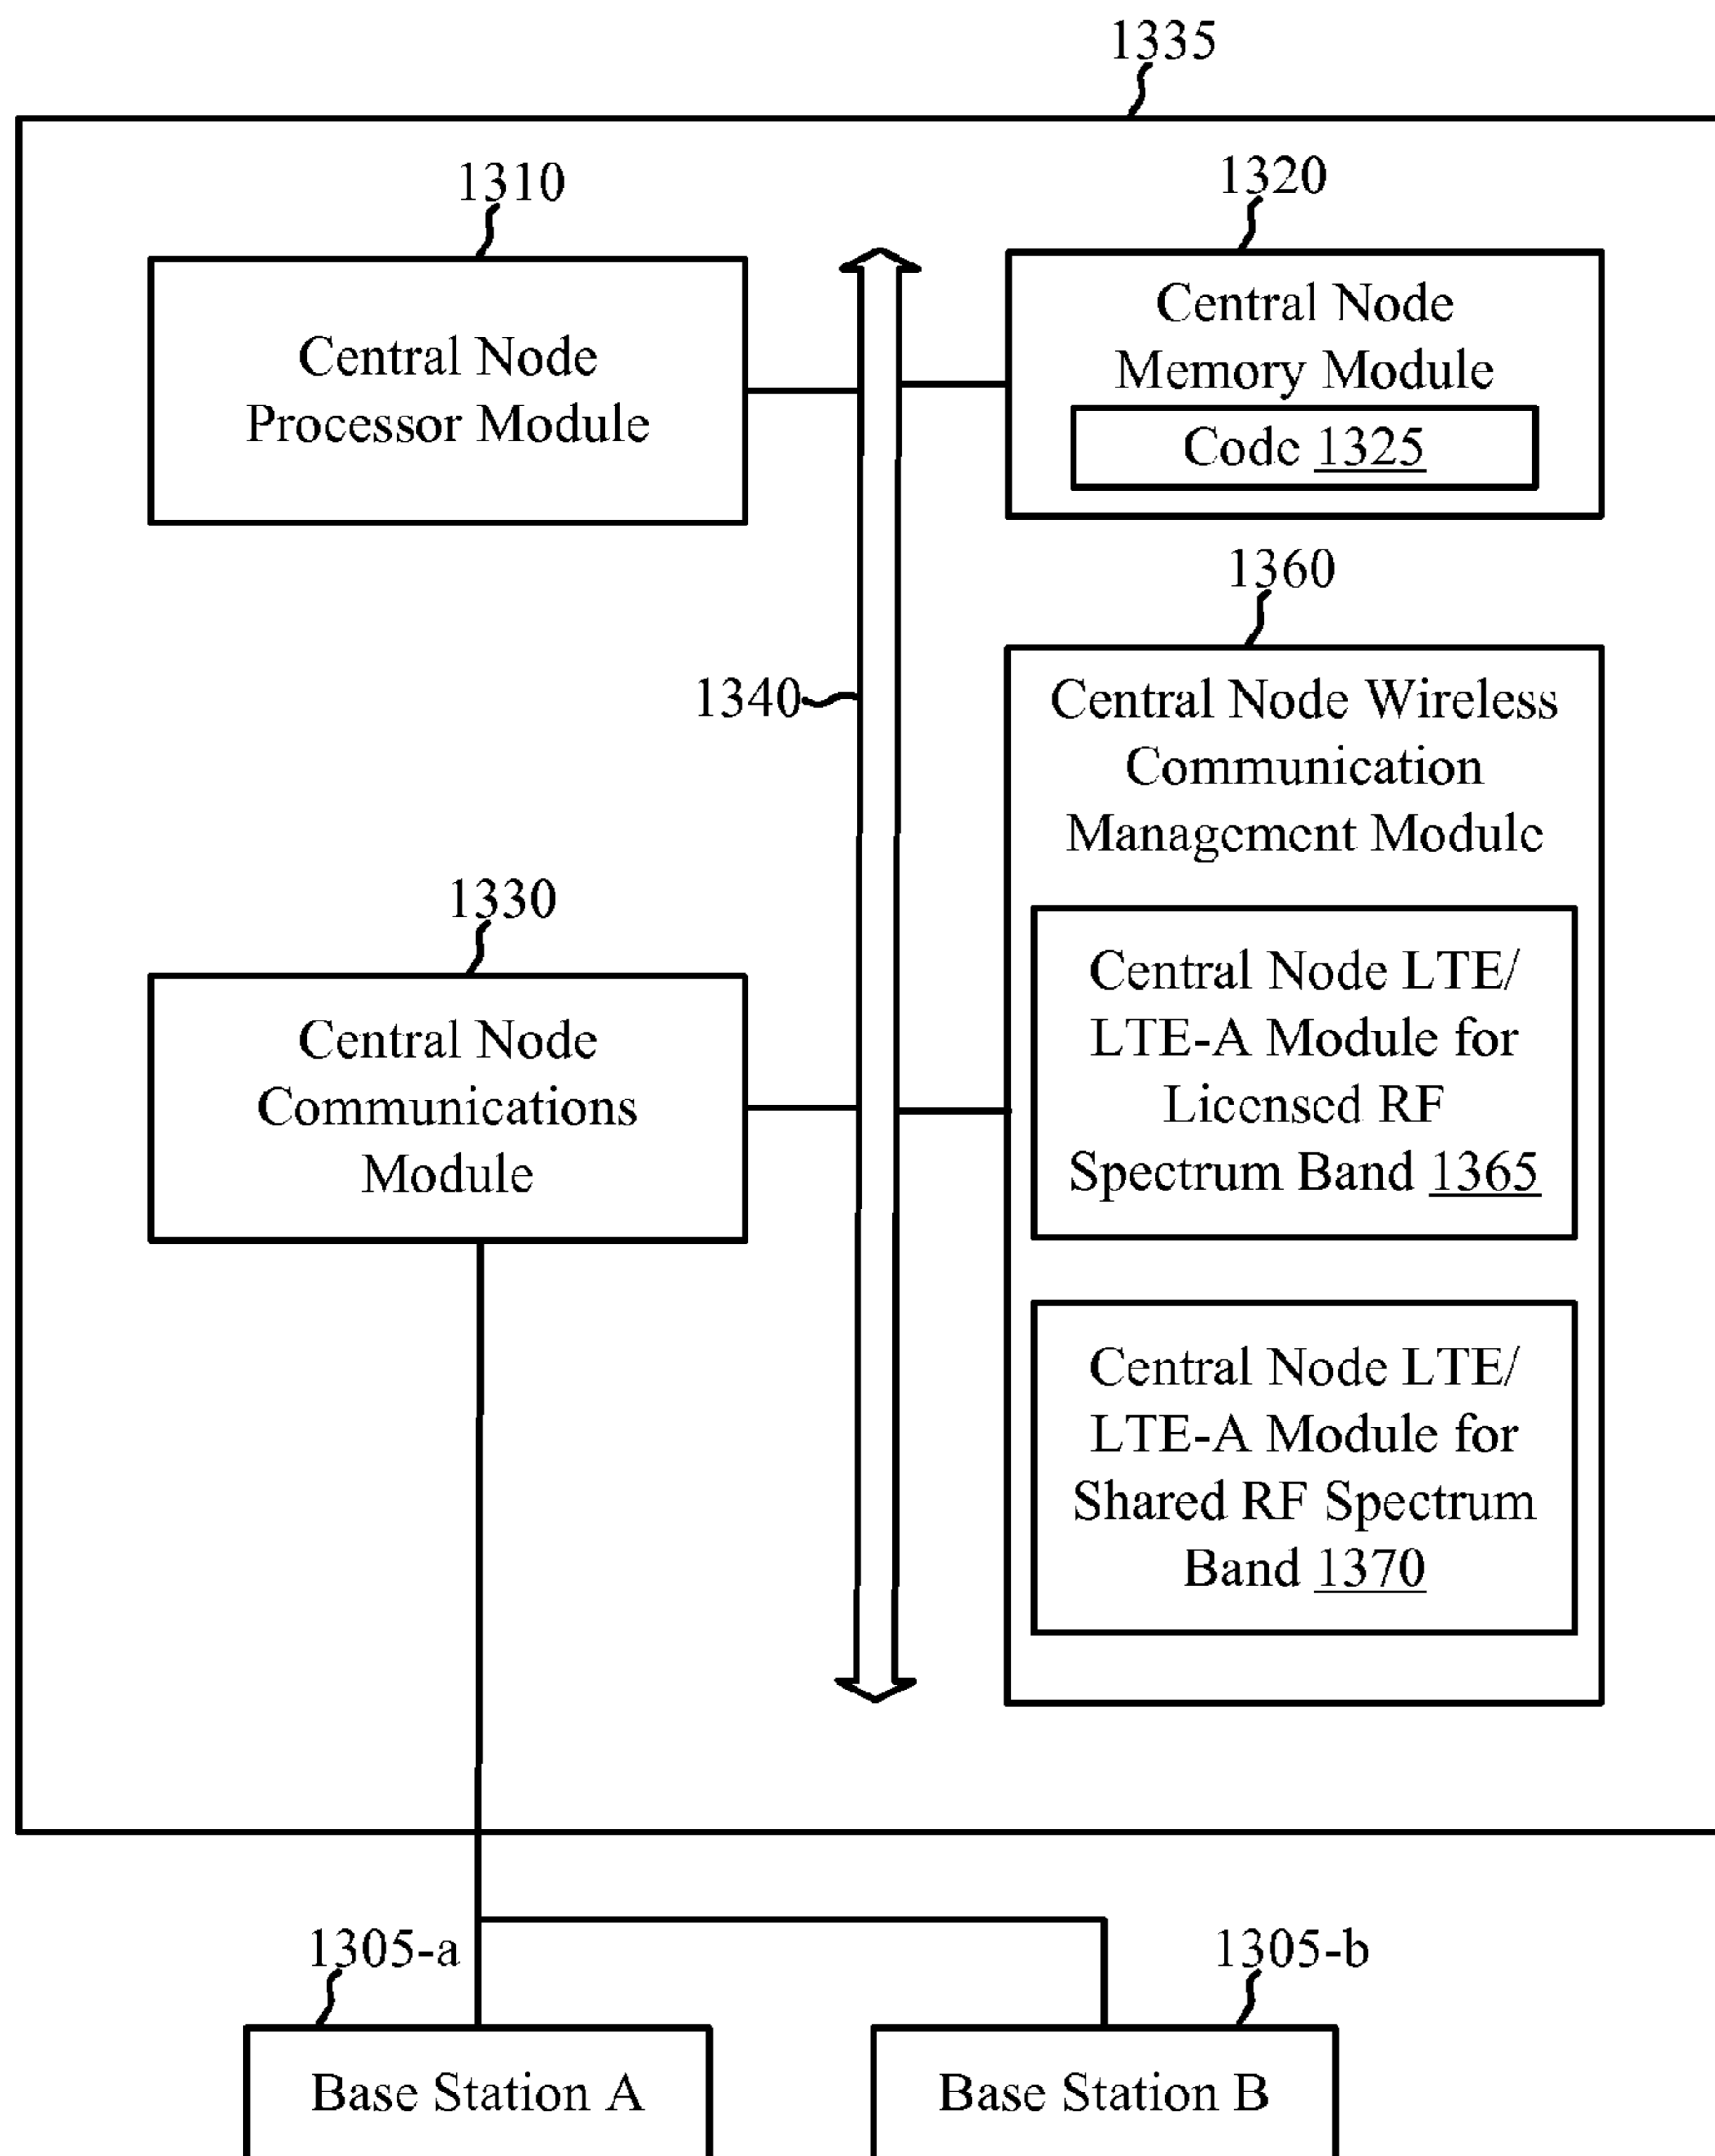 1335
1310
Central Node
Processor Module
1320
Central Node
Memory Module
Code 1325
1340
1360
Central Node Wireless
Communication
Management Module
Central Node LTE/
LTE-A Module for
Licensed RF
Spectrum Band 1365
Central Node LTE/
LTE-A Module for
Shared RF Spectrum
Band 1370
1330
Central Node
Communications
Module
1305-a
Base Station A
1305-b
Base Station B